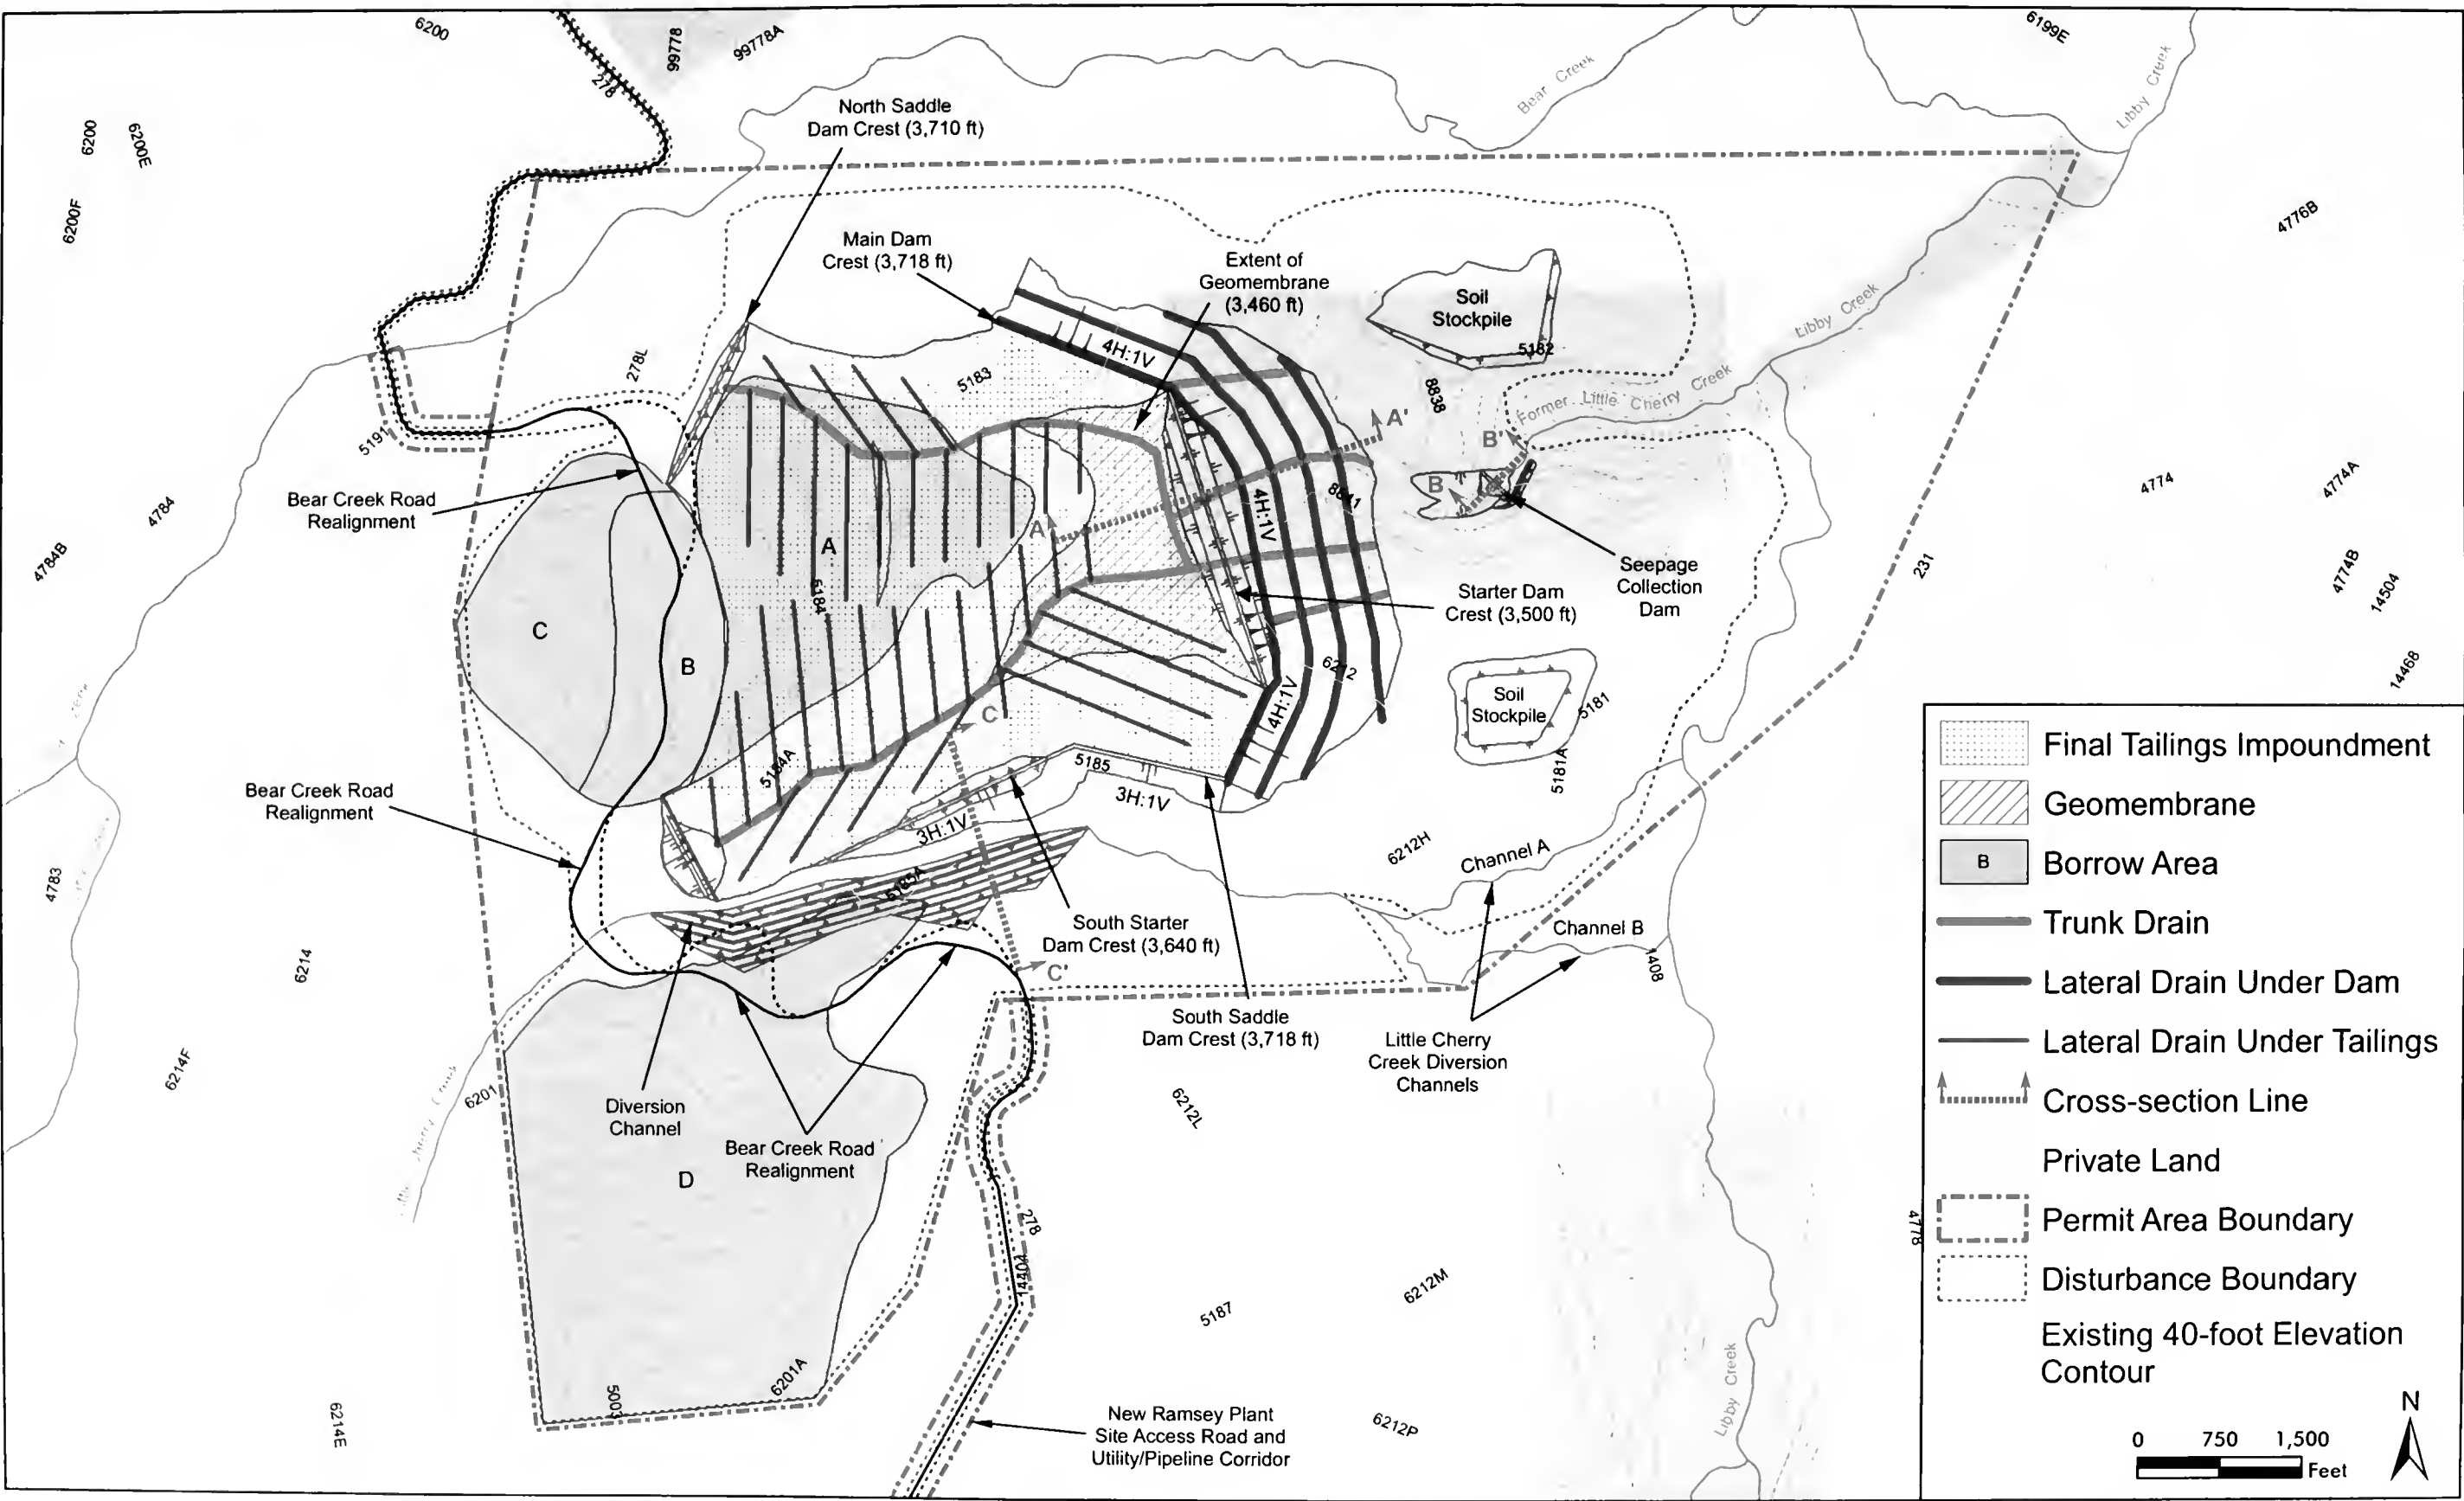 6200
99778
99778A
6199E
278
Bear Creek
Libby Creek
6200
6200E
6200F
North Saddle
Dam Crest (3,710 ft)
Main Dam
Crest (3,718 ft)
Extent of
Geomembrane
(3,460 ft)
Soil
Stockpile
5182
4776B
Libby Creek
278L
5183
4H:1V
8838
Former Little Cherry Creek
A'
B'
B
5191
Bear Creek Road
Realignment
4784
4784B
A
A
5184
4H:1V
8841
Seepage
Collection
Dam
Starter Dam
Crest (3,500 ft)
231
4774
4774A
4774B
14504
14468
C
B
6212
4H:1V
Soil
Stockpile
5181
5181A
C
5184A
5185
3H:1V
3H:1V
Bear Creek Road
Realignment
4783
6212H
Channel A
Channel B
1408
5185A
South Starter
Dam Crest (3,640 ft)
C'
South Saddle
Dam Crest (3,718 ft)
Little Cherry
Creek Diversion
Channels
6214
6214F
6201
Cherry Creek
Diversion
Channel
Bear Creek Road
Realignment
D
6212L
278
14404
5187
6212M
4778
Libby Creek
5003
6201A
6214E
New Ramsey Plant
Site Access Road and
Utility/Pipeline Corridor
6212P
Final Tailings Impoundment
Geomembrane
B
Borrow Area
Trunk Drain
Lateral Drain Under Dam
Lateral Drain Under Tailings
Cross-section Line
Private Land
Permit Area Boundary
Disturbance Boundary
Existing 40-foot Elevation
Contour
N
0 750 1,500
Feet